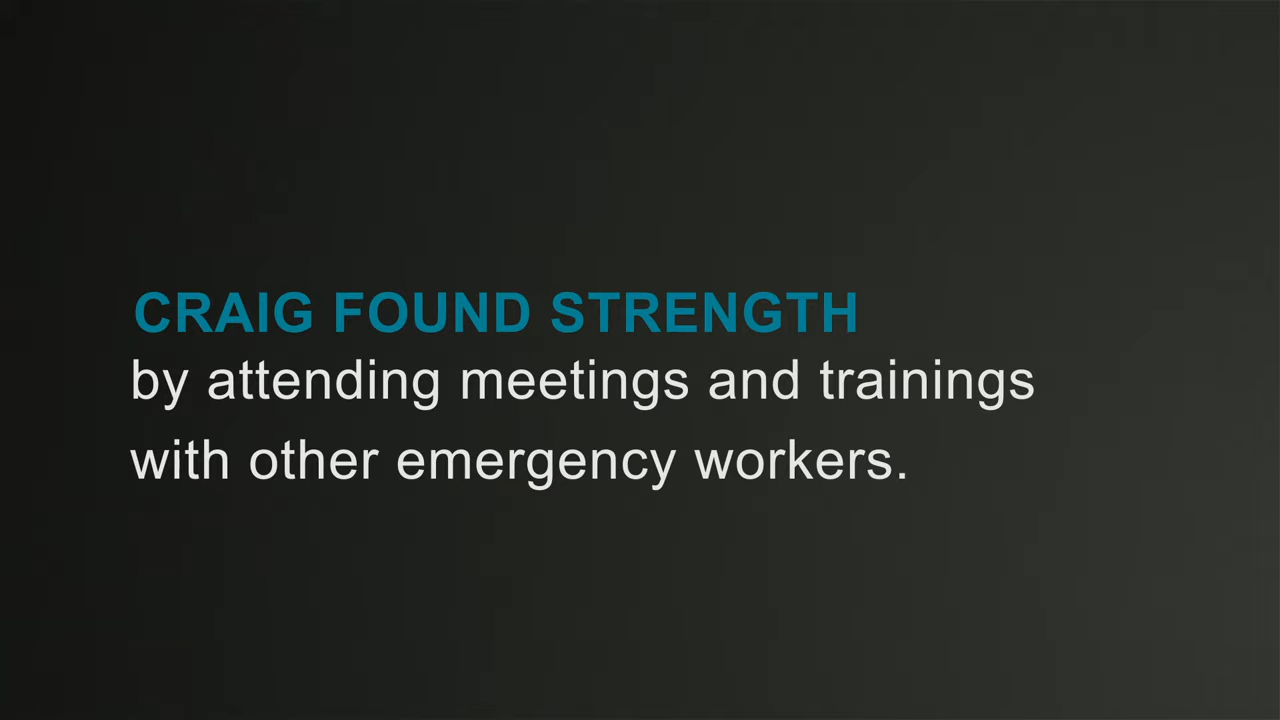 CRAIG FOUND STRENGTH
by attending meetings and trainings
with other emergency workers.